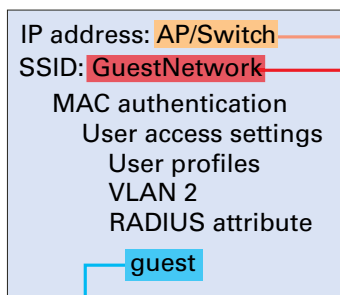 IP address: AP/Switch
SSID: GuestNetwork
MAC authentication
User access settings
User profiles
VLAN 2
RADIUS attribute
guest